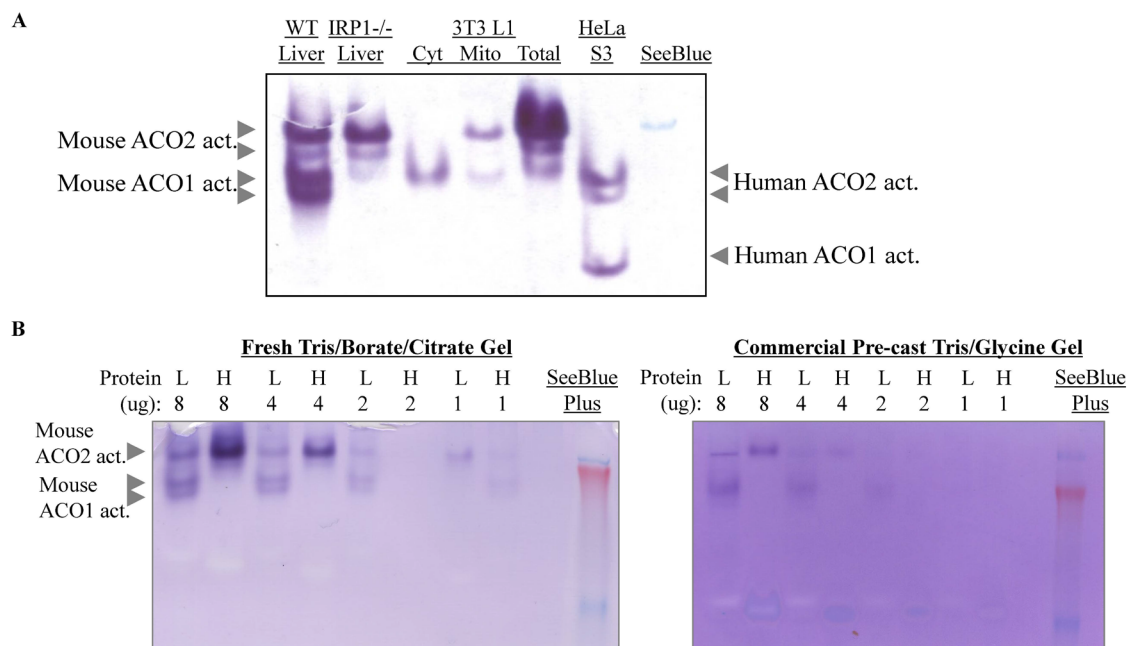 A
WT IRP1-/- 3T3 L1 HeLa
Liver Liver Cyt Mito Total S3 SeeBlue
Mouse ACO2 act.
Mouse ACO1 act.
Human ACO2 act.
Human ACO1 act.
B
Fresh Tris/Borate/Citrate Gel
Protein L H L H L H L H SeeBlue
(ug): 8 8 4 4 2 2 1 1 Plus
Mouse
ACO2 act.
Mouse
ACO1 act.
Commercial Pre-cast Tris/Glycine Gel
Protein L H L H L H L H SeeBlue
(ug): 8 8 4 4 2 2 1 1 Plus